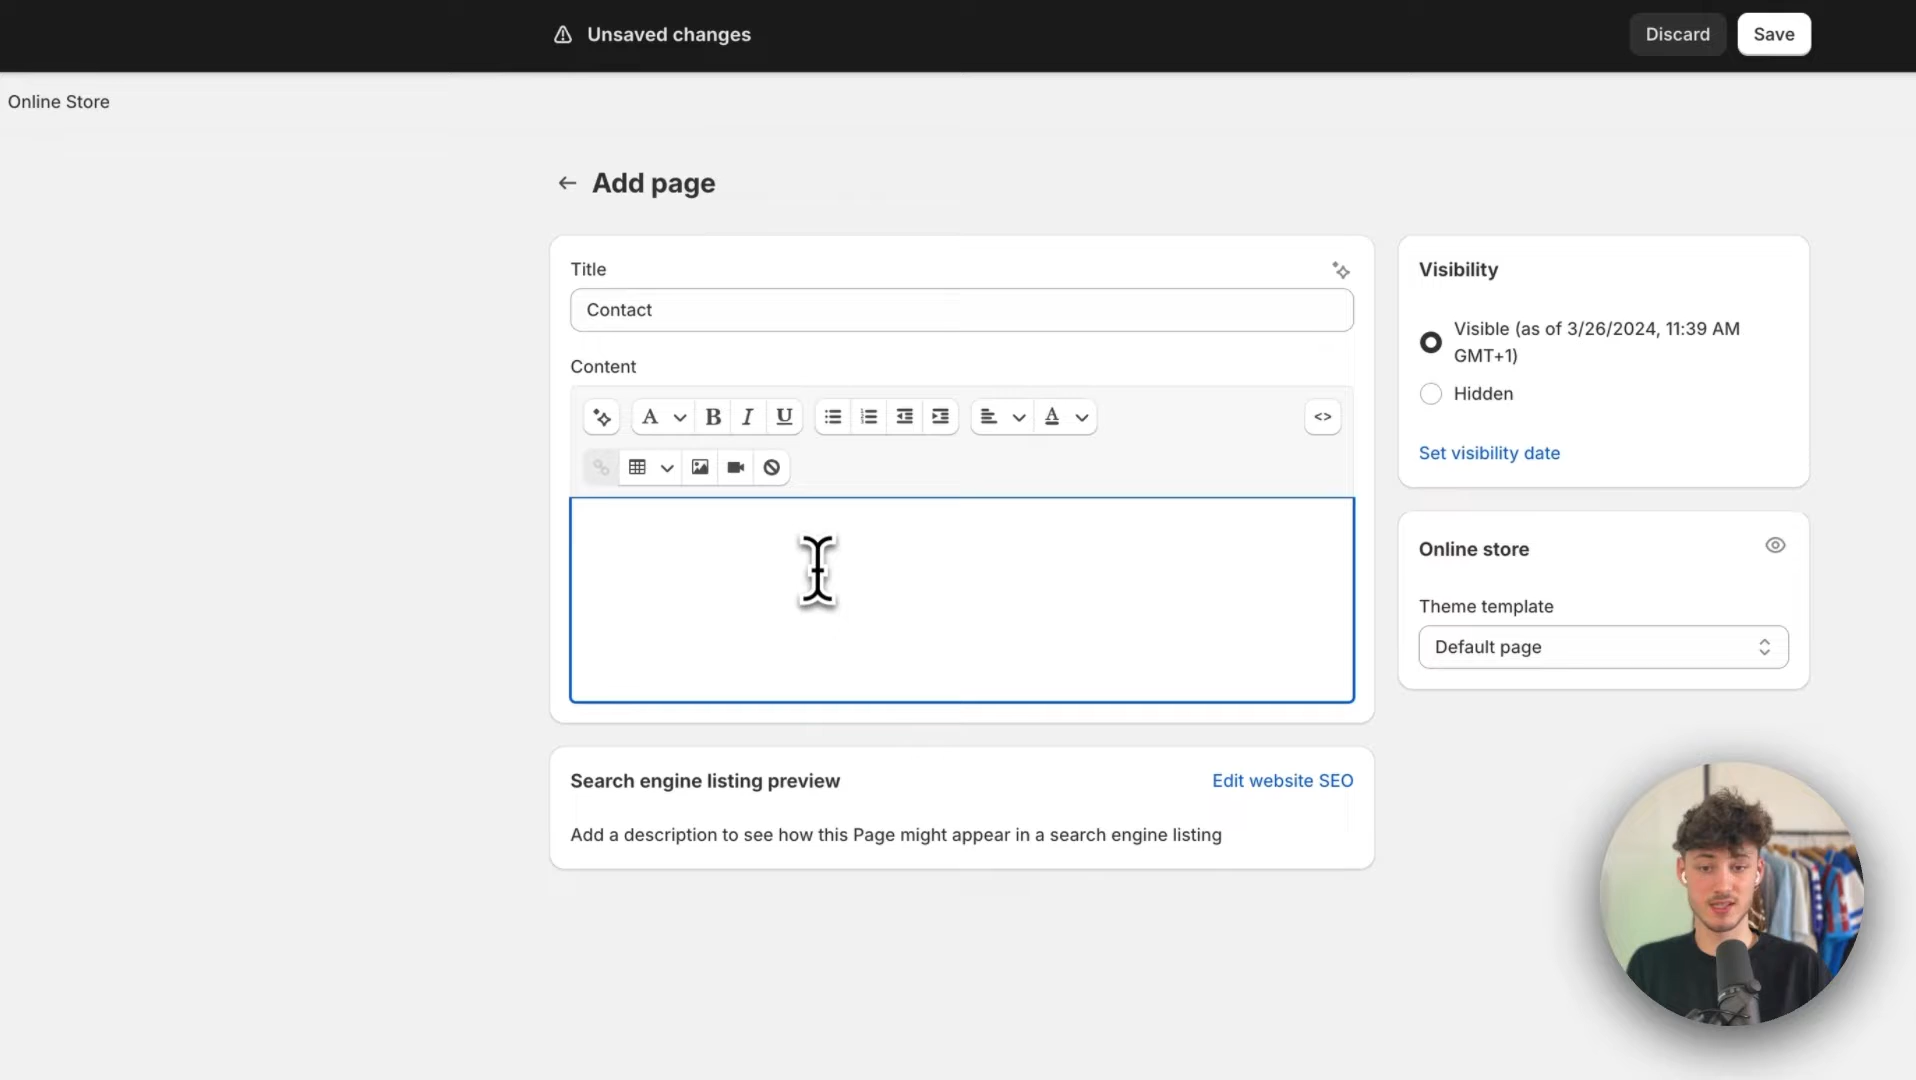 Unsaved changes
Discard
Save
Online Store
Add page
Title
Contact
Content
A
B
I
U
A
<>
Search engine listing preview
Edit website SEO
Add a description to see how this Page might appear in a search engine listing
Visibility
Visible (as of 3/26/2024, 11:39 AM
GMT+1)
Hidden
Set visibility date
Online store
Theme template
Default page